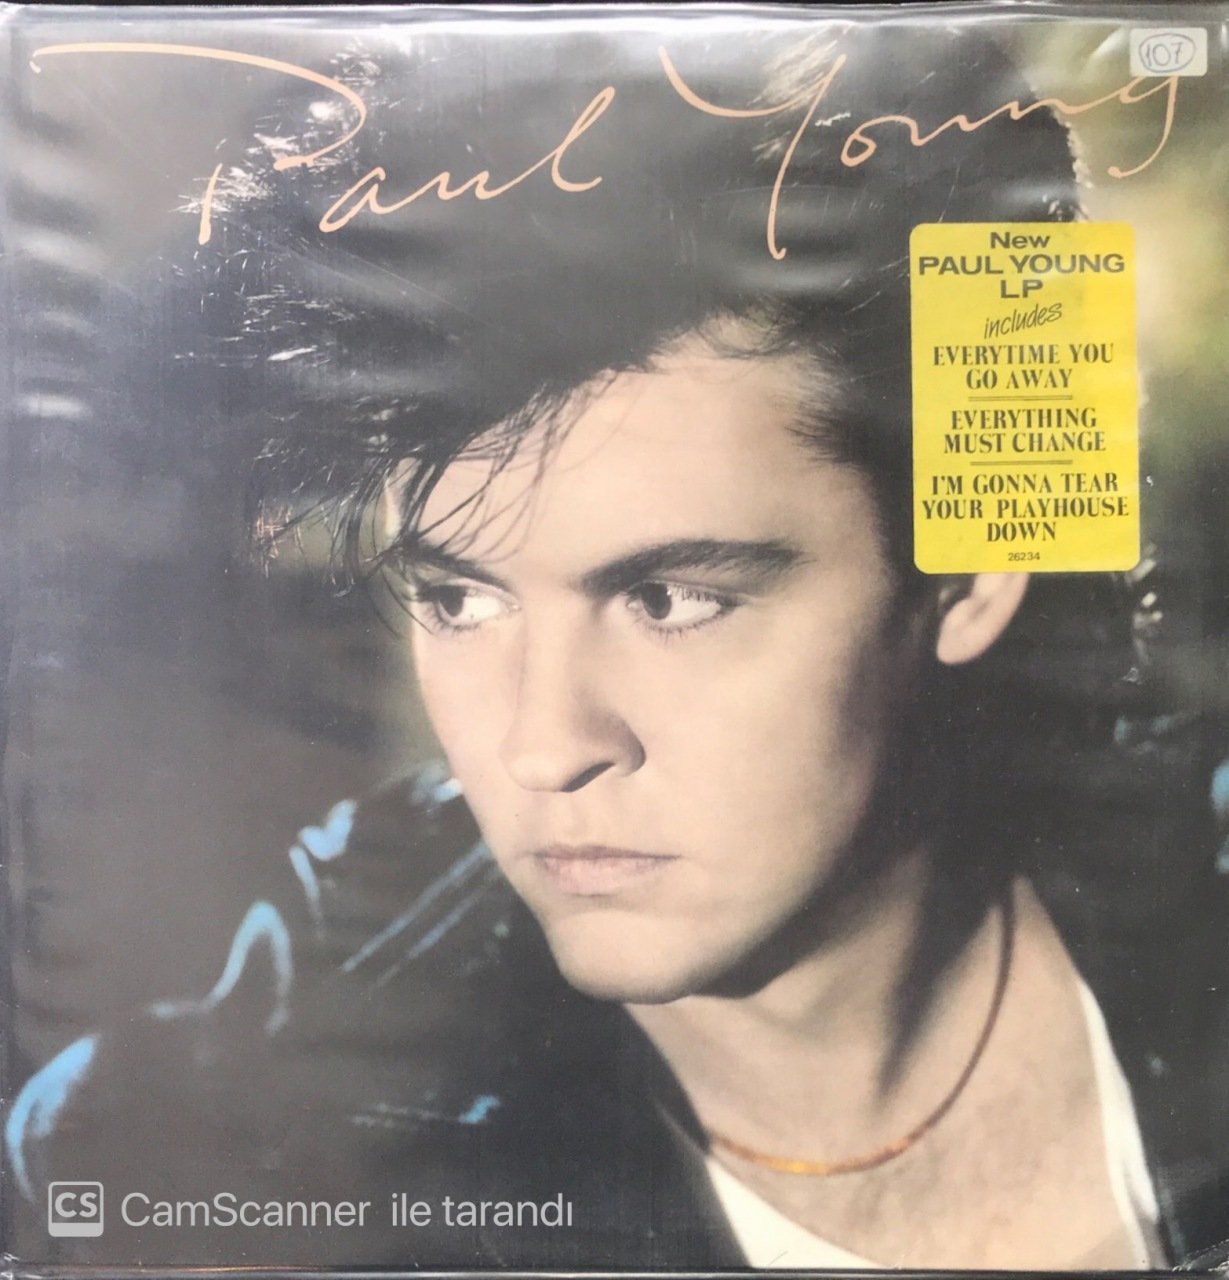 Paul Young
107
New
PAUL YOUNG
LP
includes
EVERYTIME YOU
GO AWAY
EVERYTHING
MUST CHANGE
I'M GONNA TEAR
YOUR PLAYHOUSE
DOWN
26234
CS CamScanner ile tarandı